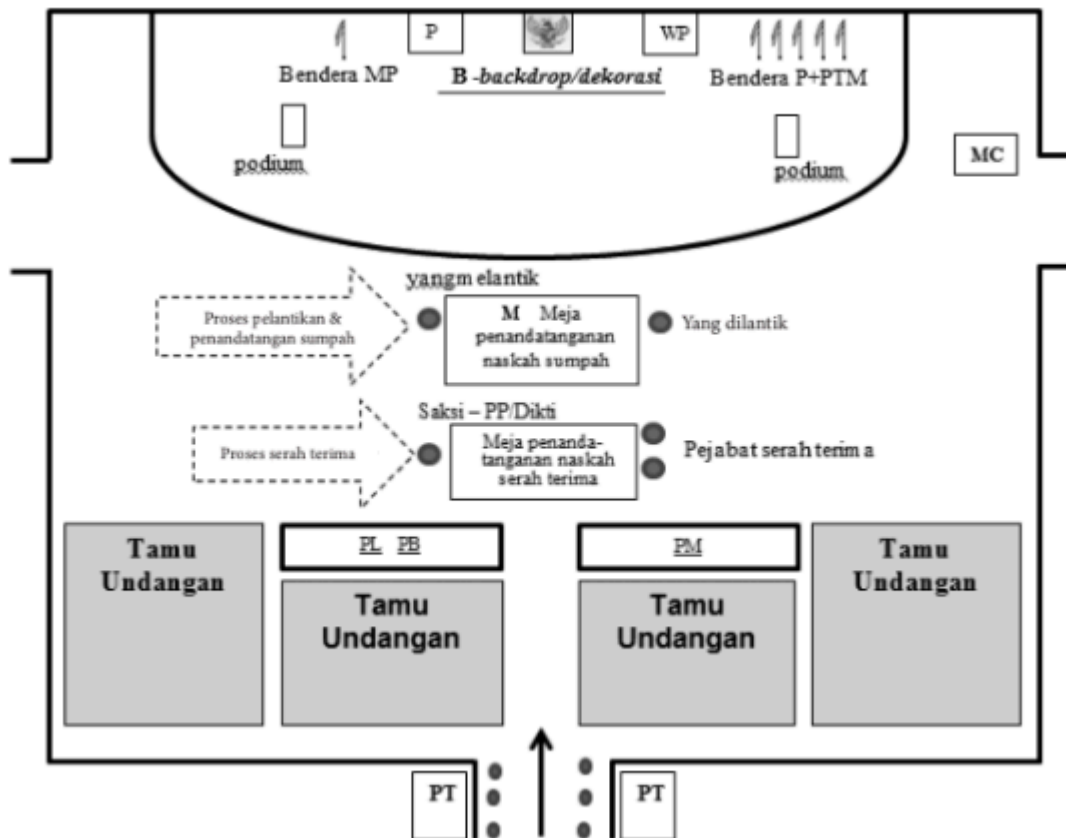 P
WP
Bendera MP
B -backdrop/dekorasi
Bendera P+PTM
podium
podium
MC
yangm elantik
Proses pelantikan &
penandatangan sumpah
M Meja
penandatanganan
naskah sumpah
Yang dilantik
Saksi – PP/Dikti
Proses serah terima
Meja penanda-
tanganan naskah
serah terima
Pejabat serah terima
Tamu
Undangan
PL PB
Tamu
Undangan
PM
Tamu
Undangan
Tamu
Undangan
PT
PT